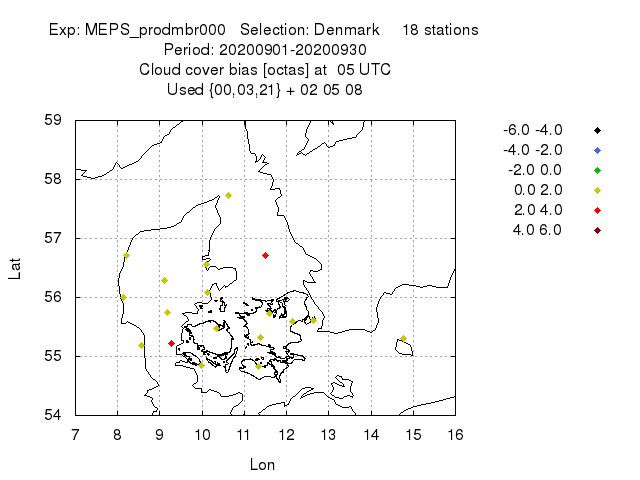 Exp: MEPS_prodmbr000 Selection: Denmark 18 stations
Period: 20200901-20200930
Cloud cover bias [octas] at 05 UTC
Used {00,03,21} + 02 05 08
59
58
57
56
55
54
Lat
7 8 9 10 11 12 13 14 15 16
Lon
-6.0 -4.0
-4.0 -2.0
-2.0 0.0
0.0 2.0
2.0 4.0
4.0 6.0